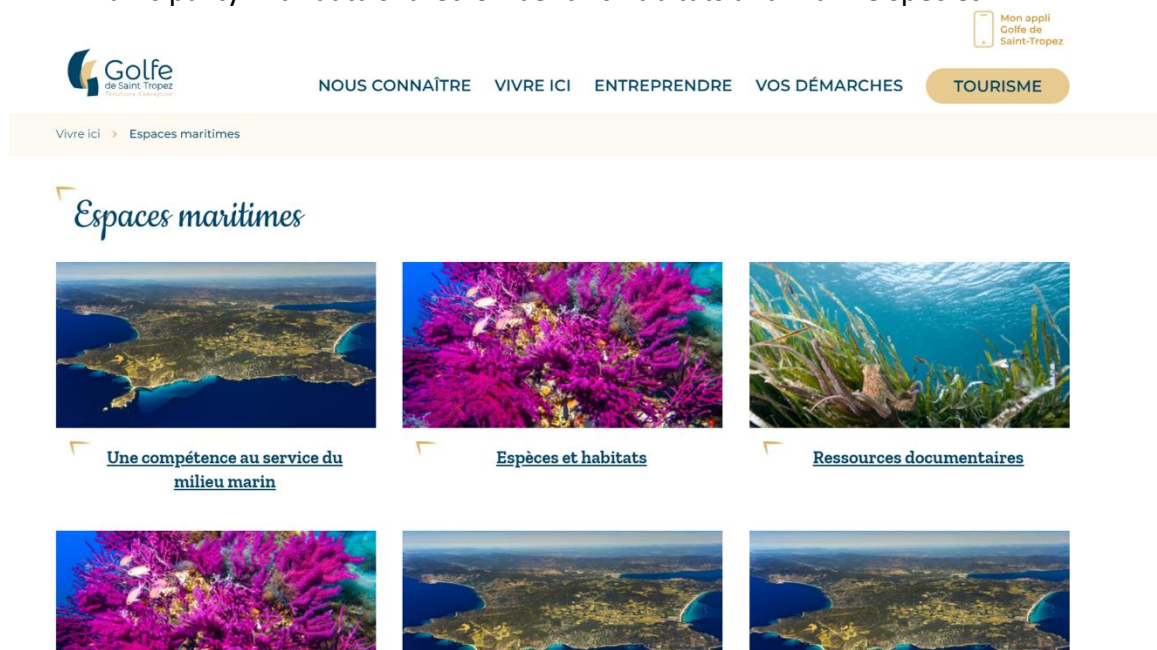 Mon appli
Golfe de
Saint-Tropez
Golfe
de Saint Tropez
NOUS CONNAÎTRE VIVRE ICI ENTREPRENDRE VOS DÉMARCHES TOURISME
Vivre ici > Espaces maritimes
Espaces maritimes
Une compétence au service du
milieu marin
Espèces et habitats
Ressources documentaires